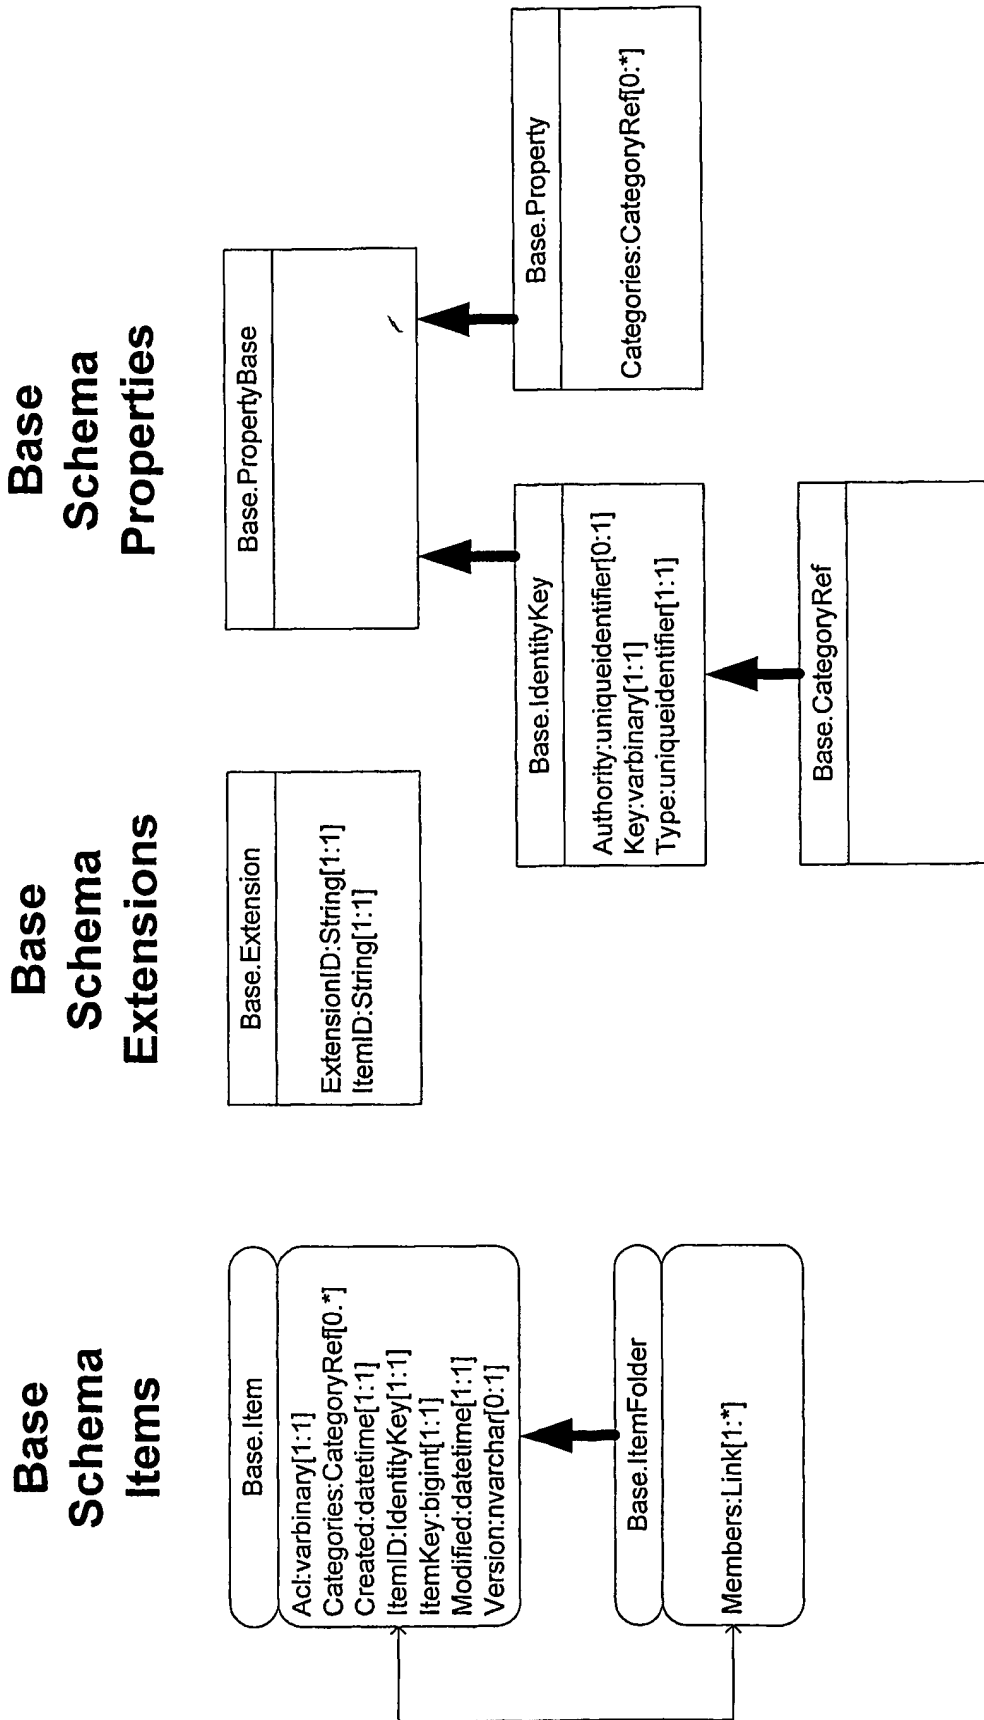 Base
Schema
Items
Base.Item
Acl:varbinary[1:1]
Categories:CategoryRef[0.*]
Created:datetime[1:1]
ItemID:IdentityKey[1:1]
ItemKey:bigint[1:1]
Modified:datetime[1:1]
Version:nvarchar[0:1]
Base.ItemFolder
Members:Link[1:*]
Base
Schema
Extensions
Base.Extension
ExtensionID:String[1:1]
ItemID:String[1:1]
Base
Schema
Properties
Base.PropertyBase
Base.IdentityKey
Authority:uniqueidentifier[0:1]
Key:varbinary[1:1]
Type:uniqueidentifier[1:1]
Base.Property
Categories:CategoryRef[0:*]
Base.CategoryRef